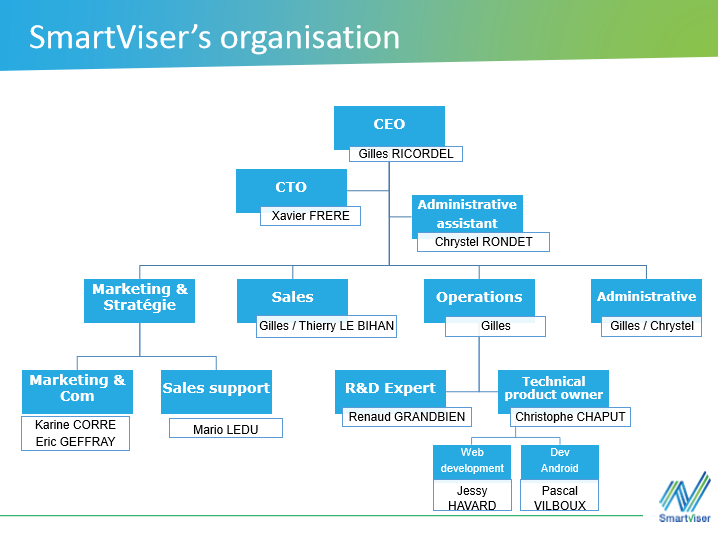 SmartViser's organisation
CEO
Gilles RICORDEL
CTO
Xavier FRERE
Administrative
assistant
Chrystel RONDET
Marketing &
Stratégie
Sales
Gilles / Thierry LE BIHAN
Operations
Gilles
Administrative
Gilles / Chrystel
Marketing &
Com
Karine CORRE
Eric GEFFRAY
Sales support
Mario LEDU
R&D Expert
Renaud GRANDBIEN
Technical
product owner
Christophe CHAPUT
Web
development
Jessy
HAVARD
Dev
Android
Pascal
VILBOUX
Smartviser